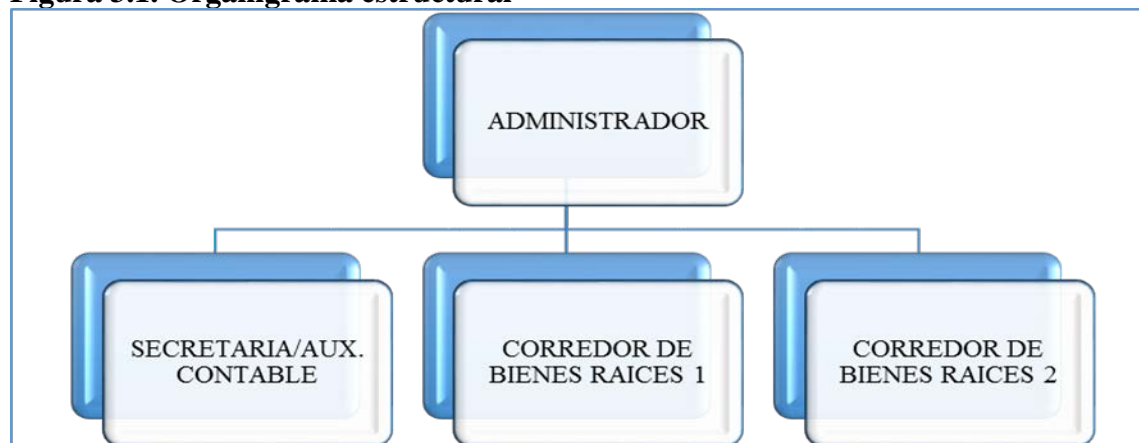 Figura 3.1. Organigrama estructural
ADMINISTRADOR
SECRETARIA/AUX.
CONTABLE
CORREDOR DE
BIENES RAICES 1
CORREDOR DE
BIENES RAICES 2